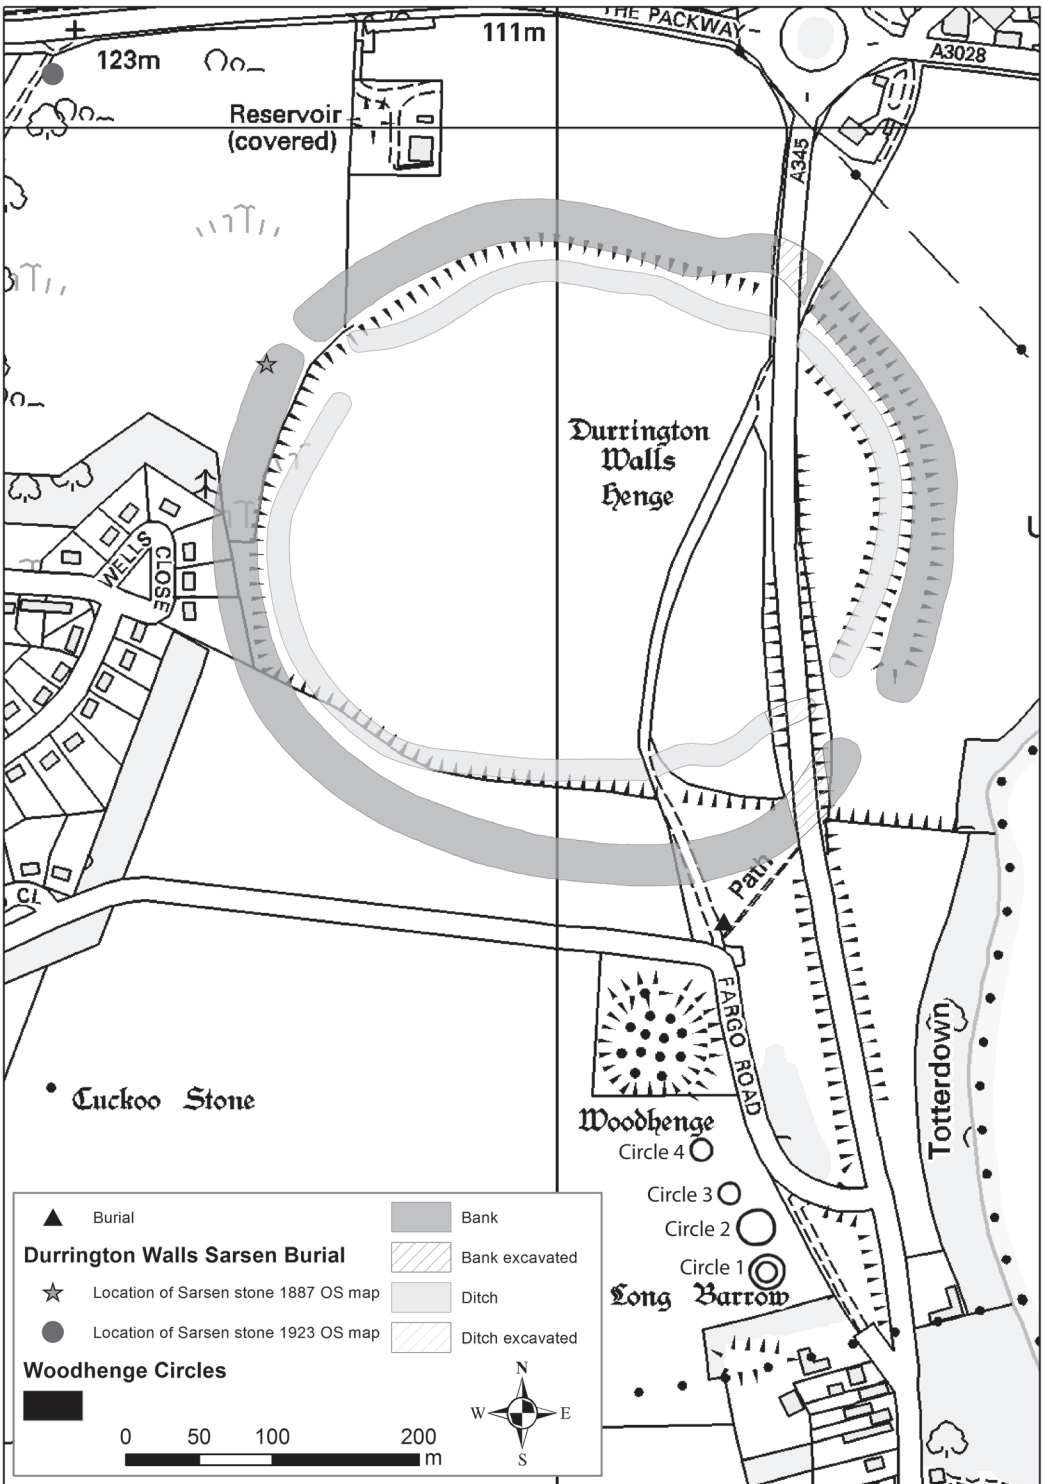 THE PACKWAY
111m
123m
A3028
Reservoir
(covered)
A345
Durrington
Walls
Henge
WELLS
CLOSE
U
CL
Path
FARGO ROAD
Totterdown
Cuckoo Stone
Woodhenge
Circle 4
Circle 3
Circle 2
Circle 1
Long Barrow
Burial
Durrington Walls Sarsen Burial
Location of Sarsen stone 1887 OS map
Location of Sarsen stone 1923 OS map
Woodhenge Circles
Bank
Bank excavated
Ditch
Ditch excavated
N
W E
S
0 50 100 200
m